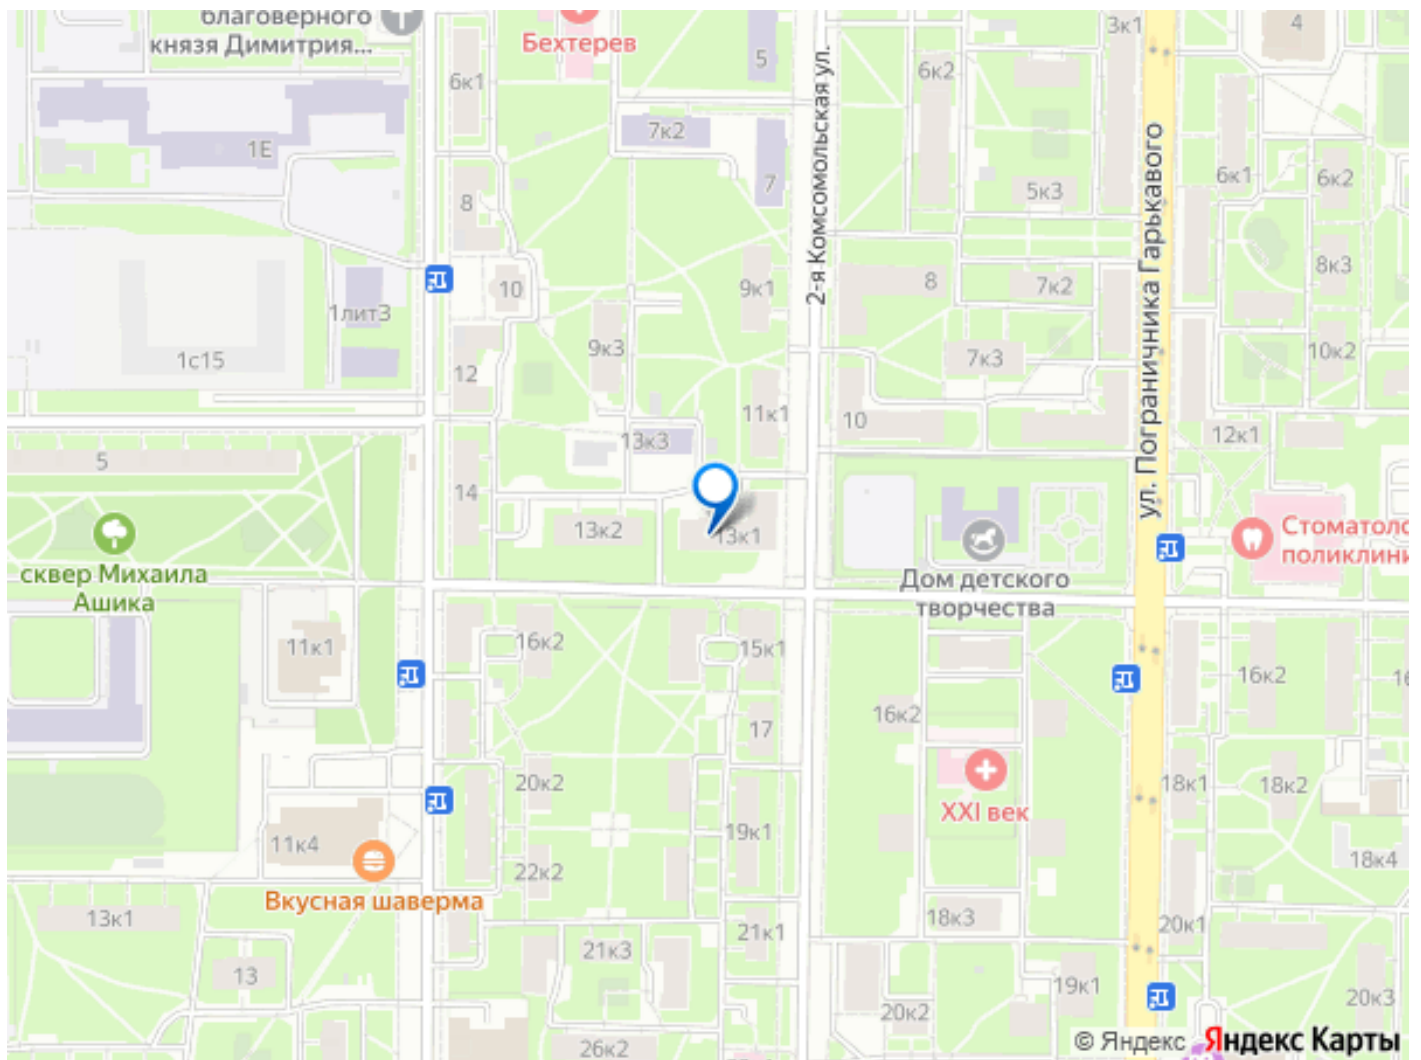 благоверного
князя Димитрия...
Бехтерев
5
6к2
3к1
4
6к1
7к2
1Е
7
8
2-я Комсомольская ул.
ул. Пограничника Гарькавого
5к3
6к1
6к2
8к3
10
9к1
8
7к2
1лит3
1с15
9к3
12
7к3
10к2
11к1
10
12к1
13к3
5
14
13к2
13к1
сквер Михаила
Ашика
Дом детского
творчества
Стоматоло
поликлини
11к1
16к2
15к1
16к2
16
17
16к2
20к2
18к1
18к2
XXI век
19к1
11к4
18к4
22к2
Вкусная шаверма
13к1
18к3
20к1
21к1
21к3
13
19к1
20к3
20к2
26к2
© Яндекс Яндекс Карты